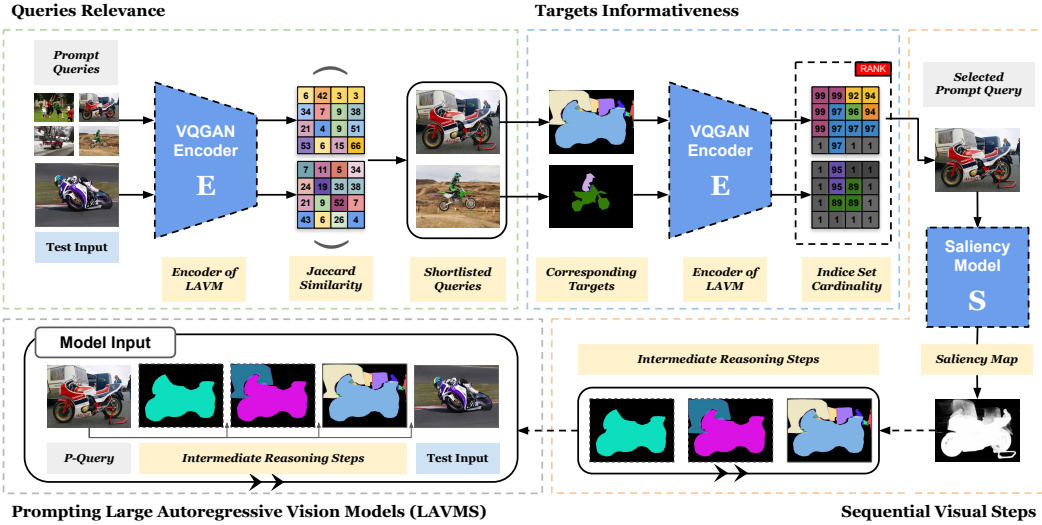 Queries Relevance
Targets Informativeness
Prompt
Queries
Test Input
VQGAN
Encoder
E
Encoder of
LAVM
6 42 3 3
34 7 9 38
21 4 9 51
53 6 15 66
7 11 5 34
24 19 38 38
21 9 52 7
43 6 26 4
Jaccard
Similarity
Shortlisted
Queries
Corresponding
Targets
VQGAN
Encoder
E
Encoder of
LAVM
RANK
99 99 92 94
99 97 96 94
99 97 97 97
1 97 1 1
1 95 1 1
1 95 89 1
1 89 89 1
1 1 1 1
Indice Set
Cardinality
Selected
Prompt Query
Saliency
Model
S
Saliency Map
Intermediate Reasoning Steps
Model Input
P-Query
Intermediate Reasoning Steps
Test Input
Prompting Large Autoregressive Vision Models (LAVMS)
Sequential Visual Steps